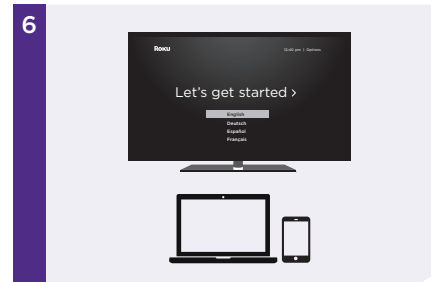 6
Roku
12:40 pm | Options
Let's get started >
English
Deutsch
Español
Français